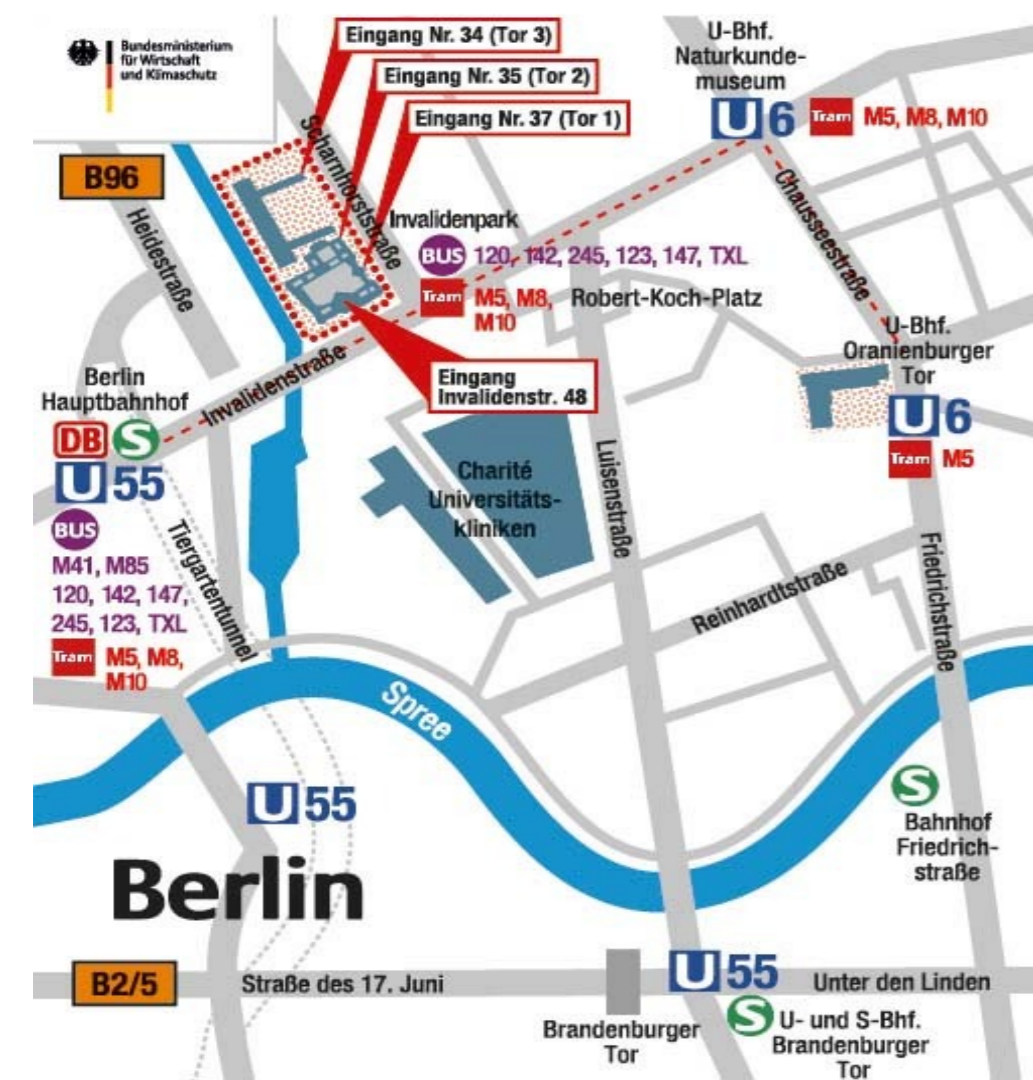 Bundesministerium
für Wirtschaft
und Klimaschutz
Eingang Nr. 34 (Tor 3)
Eingang Nr. 35 (Tor 2)
Eingang Nr. 37 (Tor 1)
U-Bhf.
Naturkunde-
museum
U 6 Tram M5, M8, M10
B96
Heidestraße
Scharnhorststraße
Invalidenpark
BUS 120, 142, 245, 123, 147, TXL
Tram M5, M8,
M10
Robert-Koch-Platz
Chausseestraße
Invalidenstraße
Eingang
Invalidenstr. 48
U-Bhf.
Oranienburger
Tor
U 6
Tram M5
Berlin
Hauptbahnhof
DB S
U 55
BUS
M41, M85
120, 142, 147,
245, 123, TXL
Tram M5, M8,
M10
Tiergartentunnel
Charité
Universitäts-
kliniken
Luisenstraße
Reinhardtstraße
Friedrichstraße
Spree
U 55
Berlin
S
Bahnhof
Friedrich-
straße
B2/5
Straße des 17. Juni
Brandenburger
Tor
U 55
Unter den Linden
S U- und S-Bhf.
Brandenburger
Tor